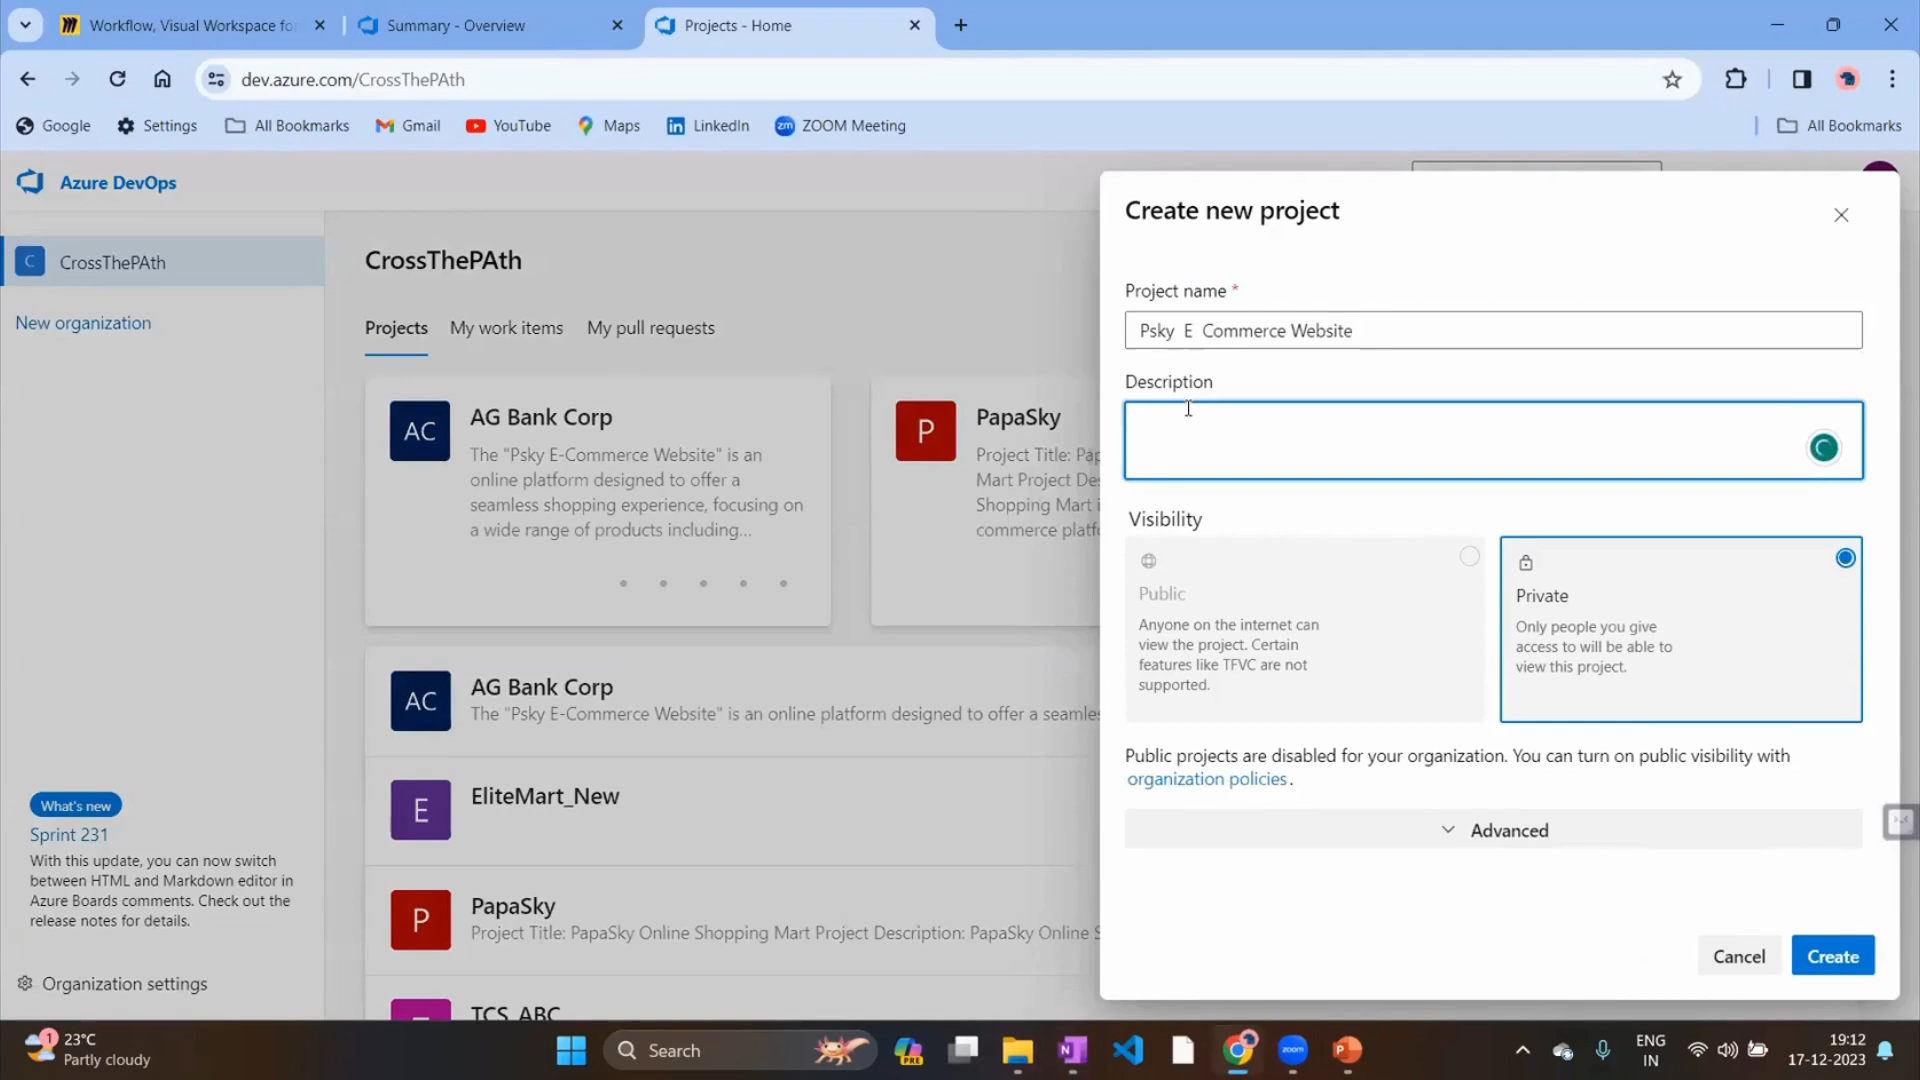 Workflow, Visual Workspace fo
Summary - Overview
Projects - Home
dev.azure.com/CrossThePAth
Google
Settings
All Bookmarks
Gmail
YouTube
Maps
LinkedIn
zm ZOOM Meeting
All Bookmarks
Azure DevOps
C CrossThePAth
New organization
What's new
Sprint 231
With this update, you can now switch
between HTML and Markdown editor in
Azure Boards comments. Check out the
release notes for details.
Organization settings
CrossThePAth
Projects My work items My pull requests
AC
AG Bank Corp
The "Psky E-Commerce Website" is an
online platform designed to offer a
seamless shopping experience, focusing on
a wide range of products including...
P
PapaSky
Project Title: Pap
Mart Project De
Shopping Mart i
commerce platf
AC
AG Bank Corp
The "Psky E-Commerce Website" is an online platform designed to offer a seamles
E
EliteMart_New
P
PapaSky
Project Title: PapaSky Online Shopping Mart Project Description: PapaSky Online S
TCS_ABC
Create new project
Project name *
Psky E Commerce Website
Description
Visibility
Public
Anyone on the internet can
view the project. Certain
features like TFVC are not
supported.
Private
Only people you give
access to will be able to
view this project.
Public projects are disabled for your organization. You can turn on public visibility with
organization policies.
Advanced
Cancel
Create
1
23°C
Partly cloudy
Search
PRE
N
zoom
P
ENG
IN
19:12
17-12-2023